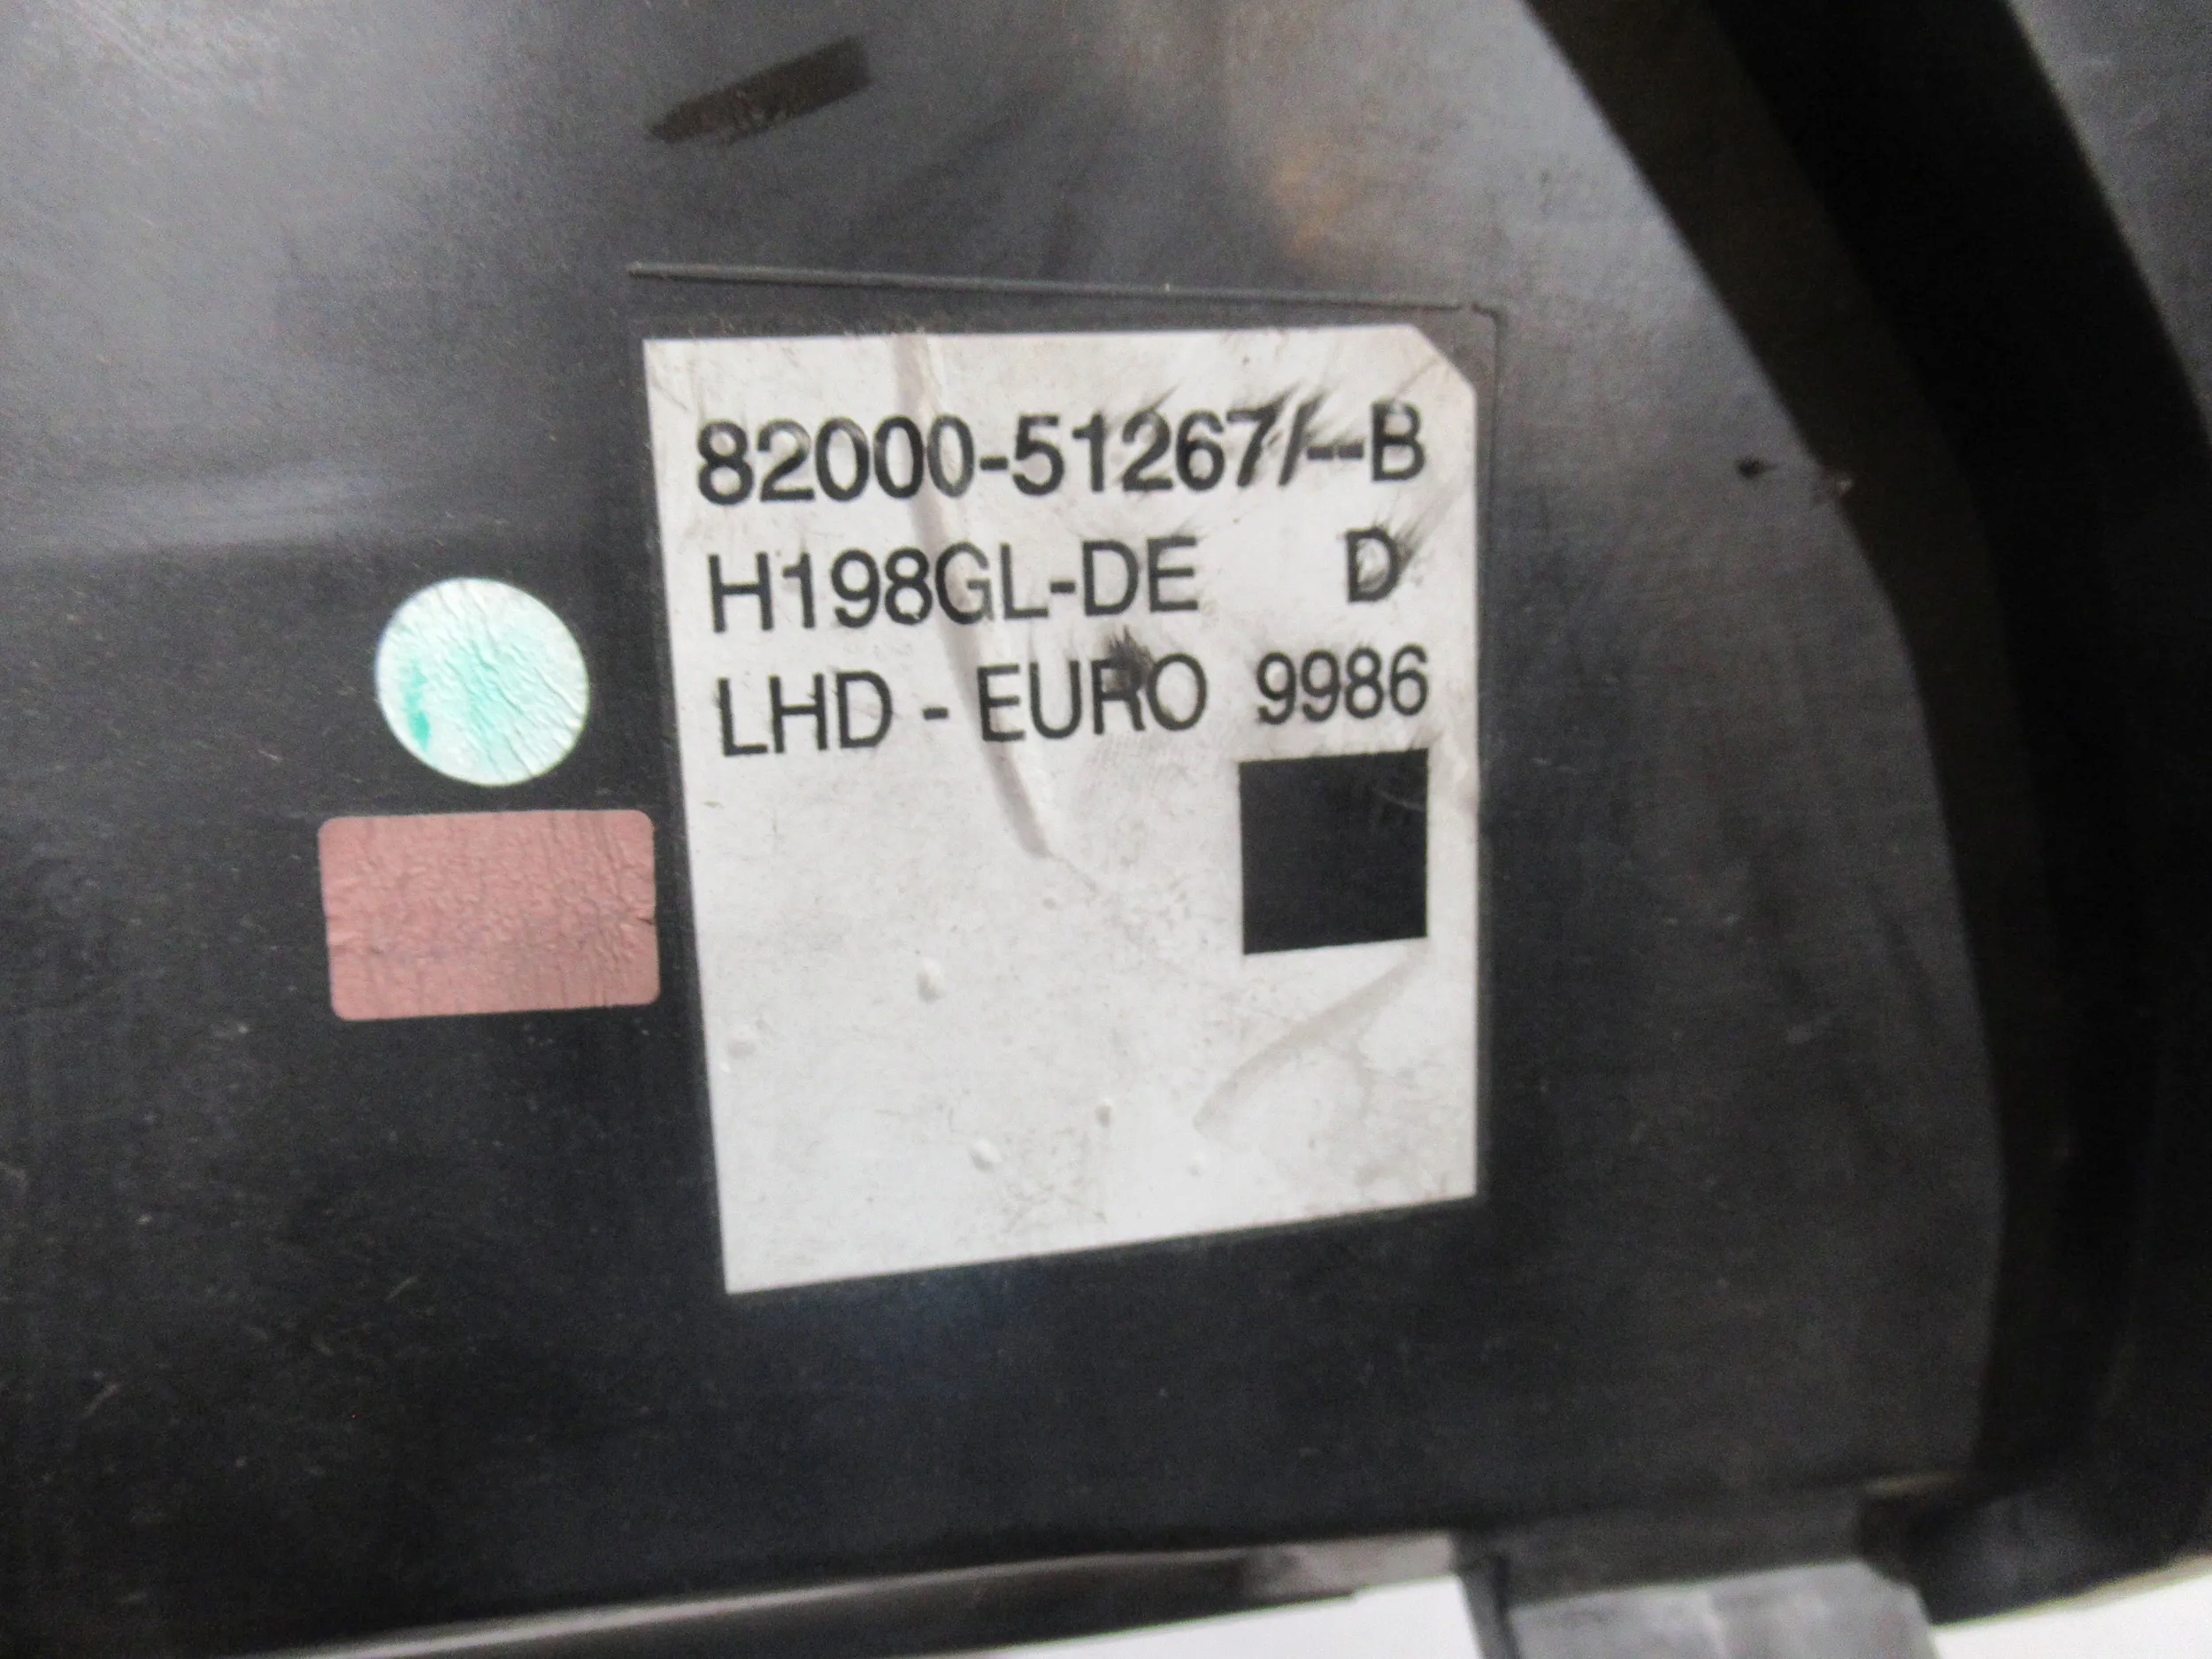 82000-51267/--B
H198GL-DE D
LHD - EURO 9986